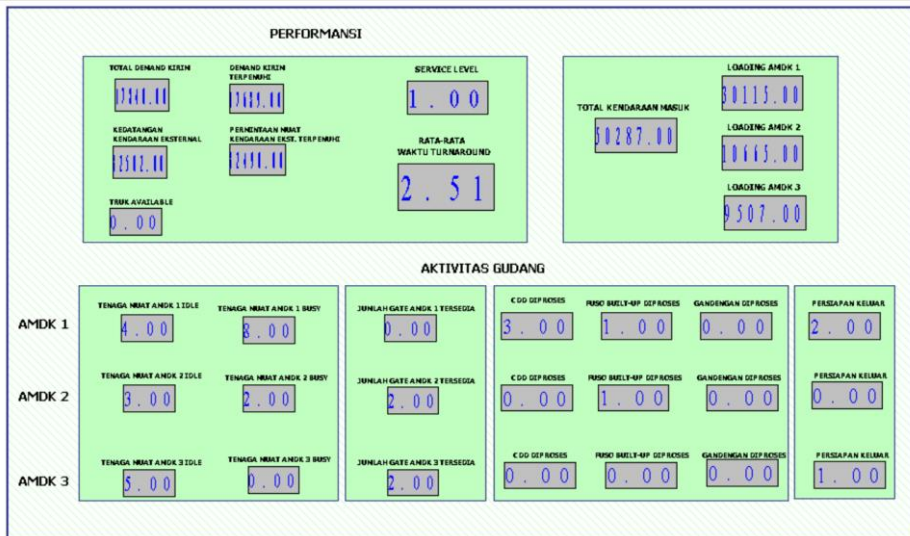 PERFORMANSI
TOTAL DEMAND KIRIM
DEMAND KIRIM
TERPENUHI
SERVICE LEVEL
1.00
KEDATANGAN
KENDARAAN EKSTERNAL
PERMINTAAN MUAT
KENDARAAN EKST. TERPENUHI
RATA-RATA
WAKTU TURNAROUND
2.51
TRUK AVAILABLE
0.00
TOTAL KENDARAAN MASUK
50287.00
LOADING AMDK 1
30115.00
LOADING AMDK 2
10665.00
LOADING AMDK 3
9507.00
AKTIVITAS GUDANG
AMDK 1
TENAGA MUAT AMDK 1 IDLE
4.00
TENAGA MUAT AMDK 1 BUSY
8.00
JUMLAH GATE AMDK 1 TERSEDIA
0.00
CDD DIPROSES
3.00
FUSO BUILT-UP DIPROSES
1.00
GANDENGAN DIPROSES
0.00
PERSIAPAN KELUAR
2.00
AMDK 2
TENAGA MUAT AMDK 2 IDLE
3.00
TENAGA MUAT AMDK 2 BUSY
2.00
JUMLAH GATE AMDK 2 TERSEDIA
2.00
CDD DIPROSES
0.00
FUSO BUILT-UP DIPROSES
1.00
GANDENGAN DIPROSES
0.00
PERSIAPAN KELUAR
0.00
AMDK 3
TENAGA MUAT AMDK 3 IDLE
5.00
TENAGA MUAT AMDK 3 BUSY
0.00
JUMLAH GATE AMDK 3 TERSEDIA
2.00
CDD DIPROSES
0.00
FUSO BUILT-UP DIPROSES
0.00
GANDENGAN DIPROSES
0.00
PERSIAPAN KELUAR
1.00